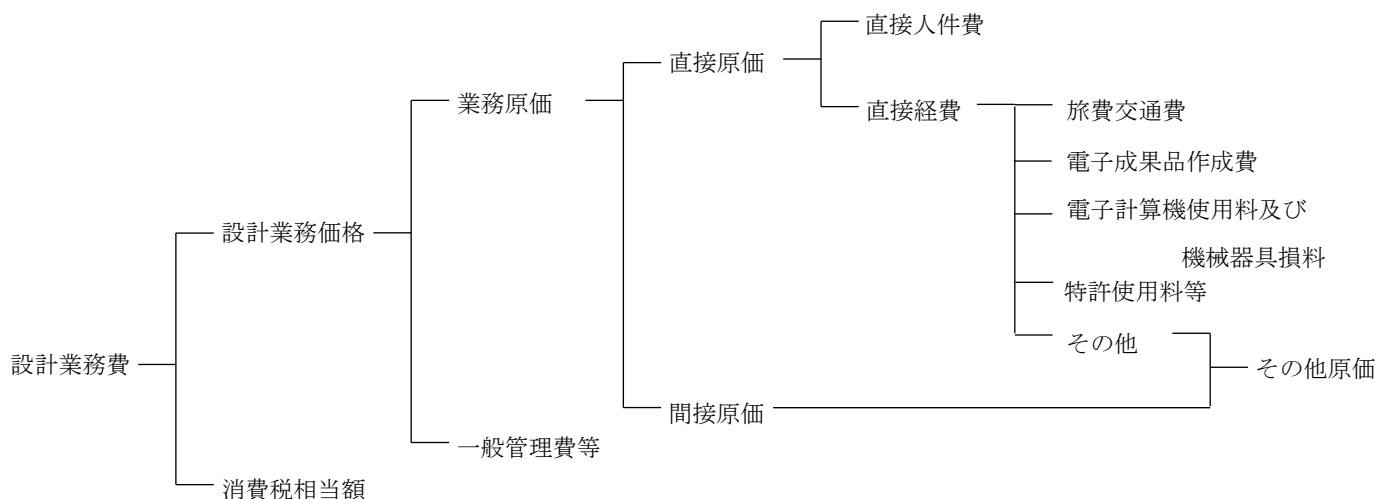 直接人件費
直接原価
業務原価
直接経費
旅費交通費
電子成果品作成費
電子計算機使用料及び
設計業務価格
機械器具損料
特許使用料等
その他
設計業務費
その他原価
間接原価
一般管理費等
消費税相当額